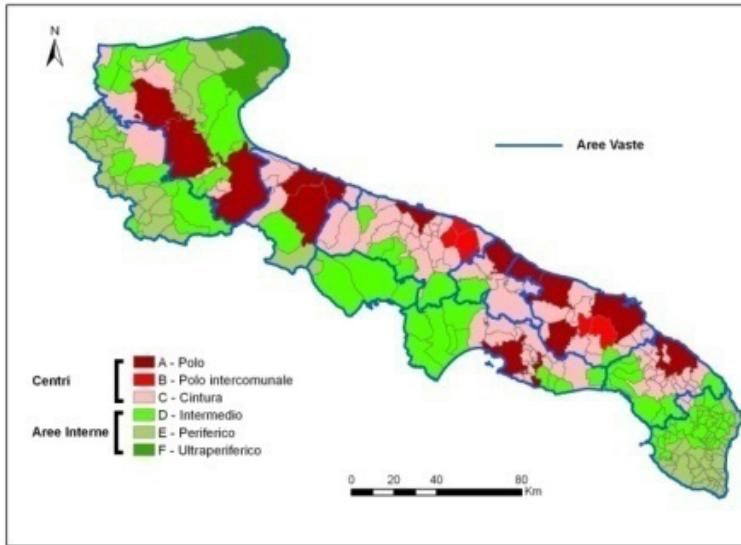 N
Aree Vaste
Centri
A - Polo
B - Polo intercomunale
C - Cintura
Aree Interne
D - Intermedio
E - Periferico
F - Ultraperiferico
0 20 40 80
Km